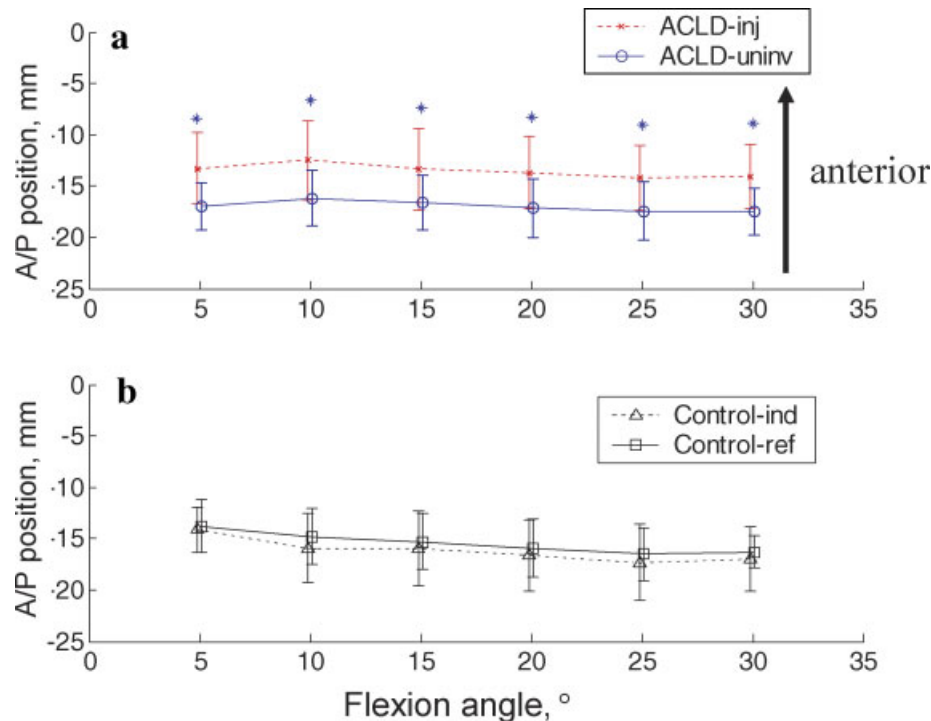 a
ACLD-inj
ACLD-uninv
A/P position, mm
0
-5
-10
-15
-20
-25
* * * * * *
anterior
0 5 10 15 20 25 30 35
b
Control-ind
Control-ref
A/P position, mm
0
-5
-10
-15
-20
-25
0 5 10 15 20 25 30 35
Flexion angle, °